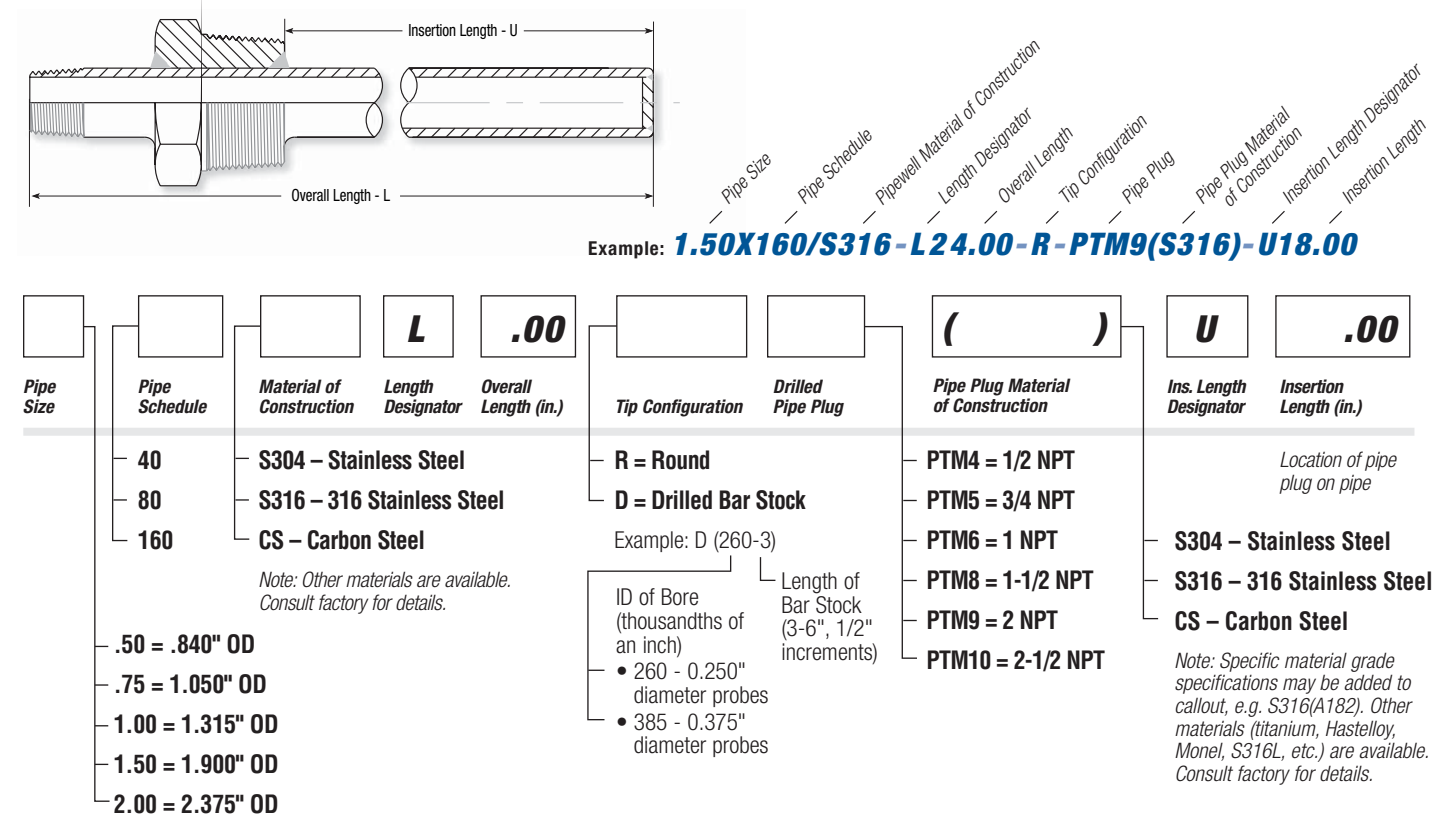 Insertion Length - U
Overall Length - L
Pipe Size
Pipe Schedule
Pipewell Material of Construction
Length Designator
Overall Length
Tip Configuration
Pipe Plug
Pipe Plug Material
of Construction
Insertion Length Designator
Insertion Length
Example: 1.50X160/S316-L24.00-R-PTM9(S316)-U18.00
L
.00
( )
U
.00
Pipe
Size
Pipe
Schedule
Material of
Construction
Length
Designator
Overall
Length (in.)
Tip Configuration
Drilled
Pipe Plug
Pipe Plug Material
of Construction
Ins. Length
Designator
Insertion
Length (in.)
.50 = .840" OD
.75 = 1.050" OD
1.00 = 1.315" OD
1.50 = 1.900" OD
2.00 = 2.375" OD
40
80
160
S304 – Stainless Steel
S316 – 316 Stainless Steel
CS – Carbon Steel
Note: Other materials are available.
Consult factory for details.
R = Round
D = Drilled Bar Stock
Example: D (260-3)
ID of Bore
(thousandths of
an inch)
• 260 - 0.250"
diameter probes
• 385 - 0.375"
diameter probes
Length of
Bar Stock
(3-6", 1/2"
increments)
PTM4 = 1/2 NPT
PTM5 = 3/4 NPT
PTM6 = 1 NPT
PTM8 = 1-1/2 NPT
PTM9 = 2 NPT
PTM10 = 2-1/2 NPT
S304 – Stainless Steel
S316 – 316 Stainless Steel
CS – Carbon Steel
Note: Specific material grade
specifications may be added to
callout, e.g. S316(A182). Other
materials (titanium, Hastelloy,
Monel, S316L, etc.) are available.
Consult factory for details.
Location of pipe
plug on pipe